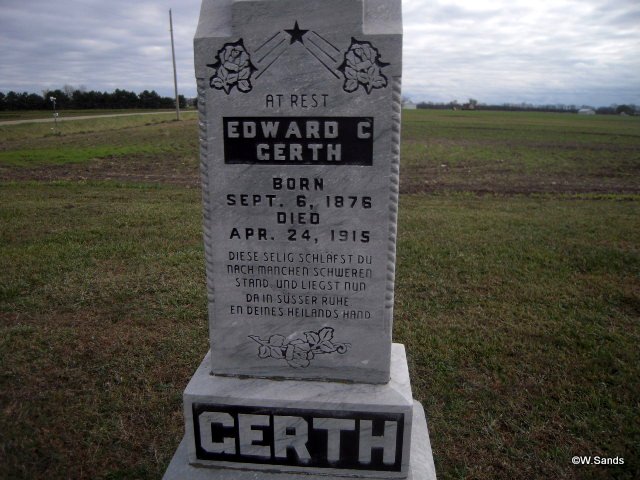 AT REST
EDWARD C
GERTH
BORN
SEPT. 6, 1876
DIED
APR. 24, 1915
DIESE SELIG SCHLAFST DU
NACH MANCHEN SCHWEREN
STAND, UND LIEGST NUN
DA IN SÜSSER RUHE
EN DEINES HEILANDS HAND.
GERTH
©W.Sands